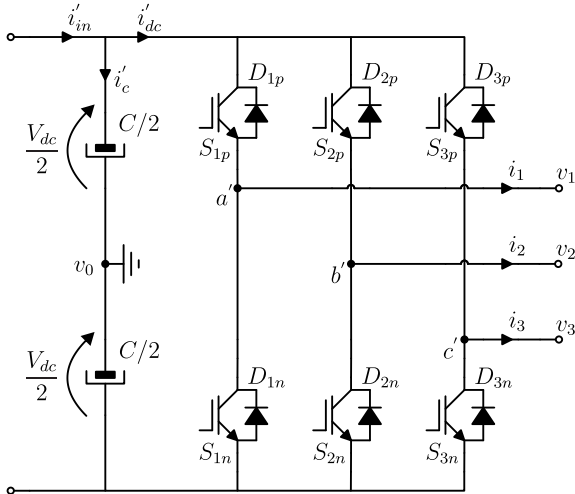 i'in i'dc
i'c
D1p D2p D3p
Vdc/2 C/2
S1p S2p S3p
a' i1 v1
v0 b' i2 v2
c' i3 v3
Vdc/2 C/2
D1n D2n D3n
S1n S2n S3n